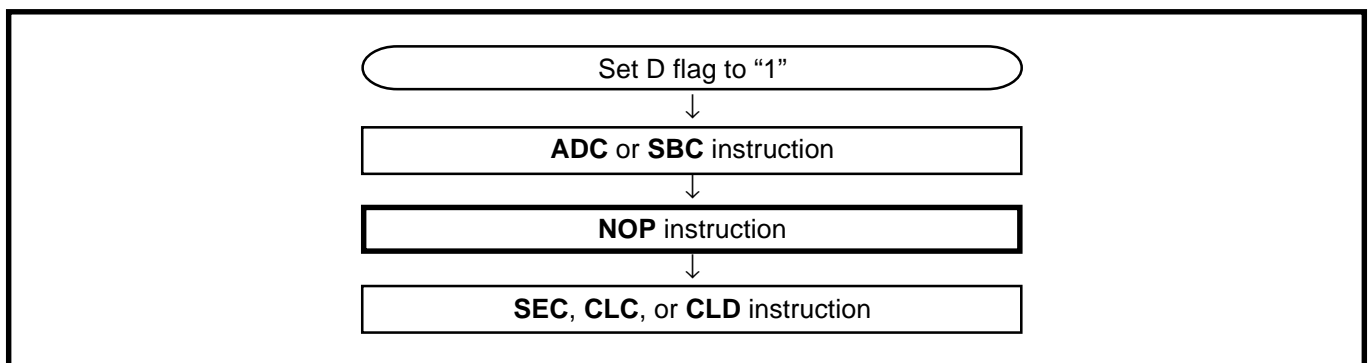 Set D flag to “1”
↓
ADC or SBC instruction
↓
NOP instruction
↓
SEC, CLC, or CLD instruction